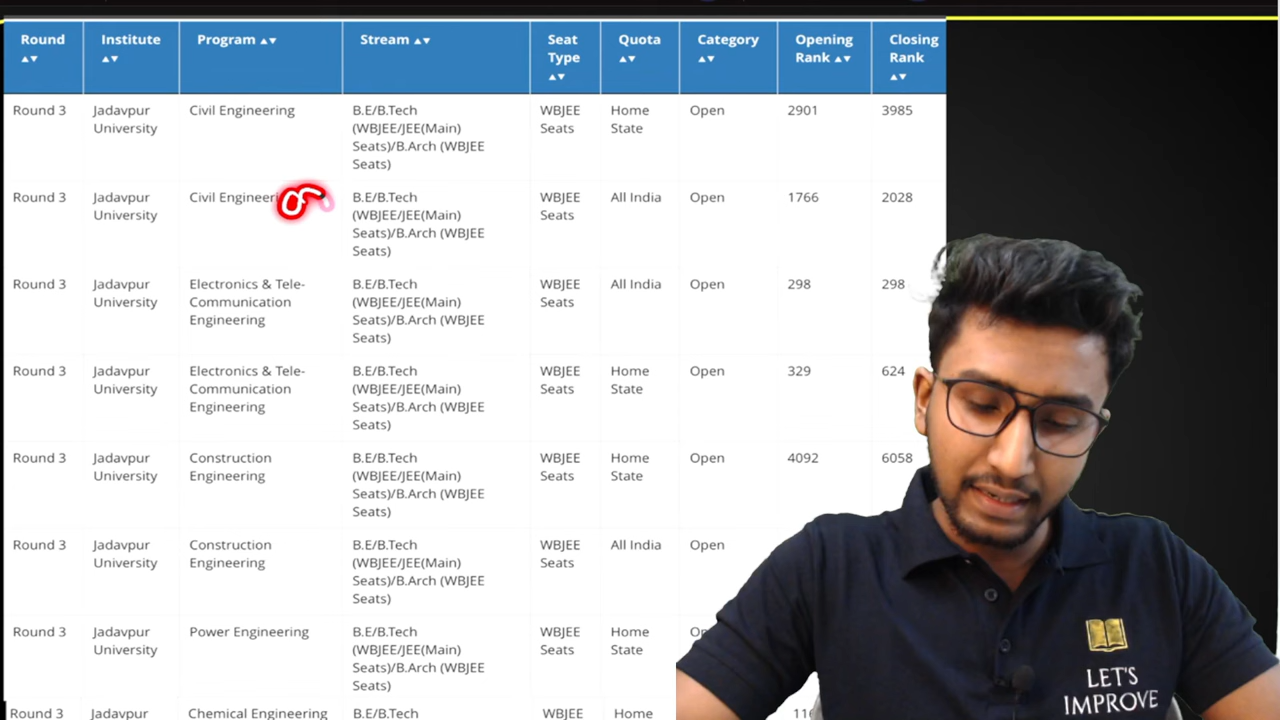 Round
Institute
Program
Stream
Seat Type
Quota
Category
Opening Rank
Closing Rank
Round 3
Jadavpur University
Civil Engineering
B.E/B.Tech
(WBJEE/JEE(Main)
Seats)/B.Arch (WBJEE
Seats)
WBJEE Seats
Home State
Open
2901
3985
Round 3
Jadavpur University
Civil
B.E/B.Tech
(WBJEE/JEE(Main)
Seats)/B.Arch (WBJEE
Seats)
WBJEE Seats
All India
Open
1766
2028
Round 3
Jadavpur University
Electronics & Tele-
Communication
Engineering
B.E/B.Tech
(WBJEE/JEE(Main)
Seats)/B.Arch (WBJEE
Seats)
WBJEE Seats
All India
Open
298
298
Round 3
Jadavpur University
Electronics & Tele-
Communication
Engineering
B.E/B.Tech
(WBJEE/JEE(Main)
Seats)/B.Arch (WBJEE
Seats)
WBJEE Seats
Home State
Open
329
624
Round 3
Jadavpur University
Construction
Engineering
B.E/B.Tech
(WBJEE/JEE(Main)
Seats)/B.Arch (WBJEE
Seats)
WBJEE Seats
Home State
Open
4092
6058
Round 3
Jadavpur University
Construction
Engineering
B.E/B.Tech
(WBJEE/JEE(Main)
Seats)/B.Arch (WBJEE
Seats)
WBJEE Seats
All India
Open
Round 3
Jadavpur University
Power Engineering
B.E/B.Tech
(WBJEE/JEE(Main)
Seats)/B.Arch (WBJEE
Seats)
WBJEE Seats
Home State
Round 3
Jadavpur
Chemical Engineering
B.E/B.Tech
WBJEE
Home
LET'S
IMPROVE